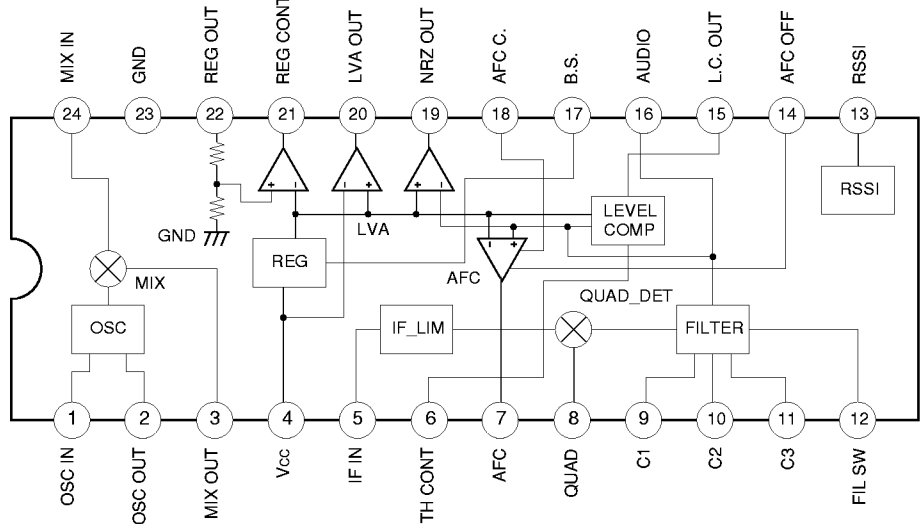 MIX IN
GND
REG OUT
REG CONT
LVA OUT
NRZ OUT
AFC C.
B.S.
AUDIO
L.C. OUT
AFC OFF
RSSI
24
23
22
21
20
19
18
17
16
15
14
13
+ −
− +
− +
RSSI
LEVEL
COMP
GND
LVA
REG
− +
AFC
MIX
QUAD_DET
OSC
IF_LIM
FILTER
1
2
3
4
5
6
7
8
9
10
11
12
OSC IN
OSC OUT
MIX OUT
Vcc
IF IN
TH CONT
AFC
QUAD
C1
C2
C3
FIL SW